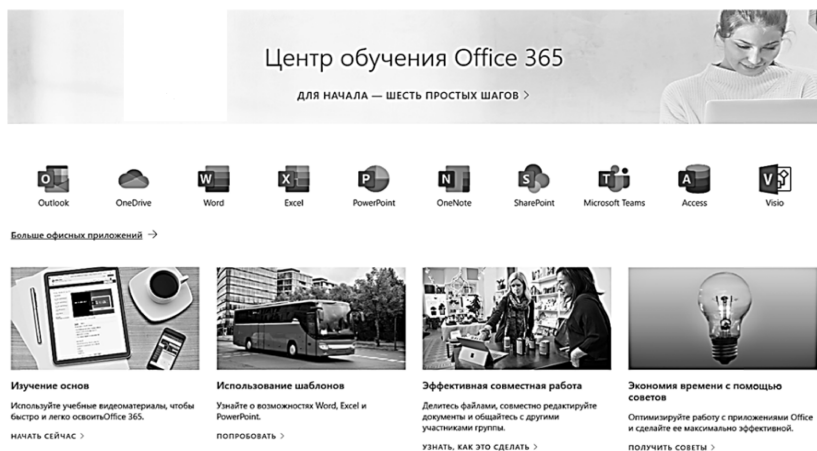 Центр обучения Office 365
ДЛЯ НАЧАЛА — ШЕСТЬ ПРОСТЫХ ШАГОВ >
Outlook OneDrive Word Excel PowerPoint OneNote SharePoint Microsoft Teams Access Visio
Больше офисных приложений →
Изучение основ
Используйте учебные видеоматериалы, чтобы
быстро и легко освоитьOffice 365.
НАЧАТЬ СЕЙЧАС >
Использование шаблонов
Узнайте о возможностях Word, Excel и
PowerPoint.
ПОПРОБОВАТЬ >
Эффективная совместная работа
Делитесь файлами, совместно редактируйте
документы и общайтесь с другими
участниками группы.
УЗНАТЬ, КАК ЭТО СДЕЛАТЬ >
Экономия времени с помощью
советов
Оптимизируйте работу с приложениями Office
и сделайте ее максимально эффективной.
ПОЛУЧИТЬ СОВЕТЫ >